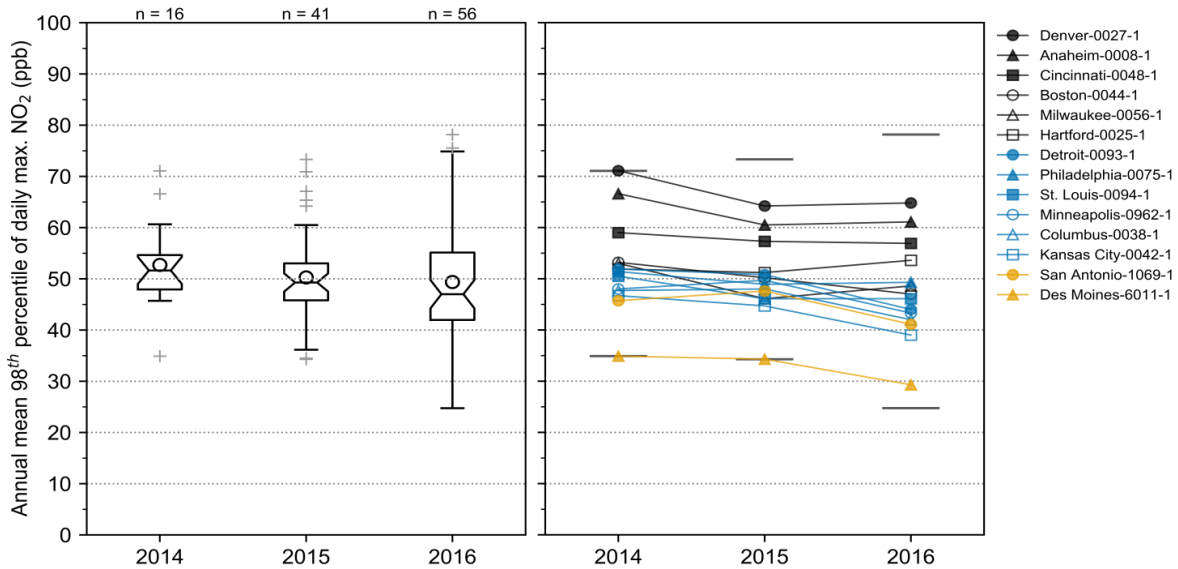 n = 16
n = 41
n = 56
Annual mean 98th percentile of daily max. NO2 (ppb)
100
90
80
70
60
50
40
30
20
10
0
2014
2015
2016
2014
2015
2016
Denver-0027-1
Anaheim-0008-1
Cincinnati-0048-1
Boston-0044-1
Milwaukee-0056-1
Hartford-0025-1
Detroit-0093-1
Philadelphia-0075-1
St. Louis-0094-1
Minneapolis-0962-1
Columbus-0038-1
Kansas City-0042-1
San Antonio-1069-1
Des Moines-6011-1